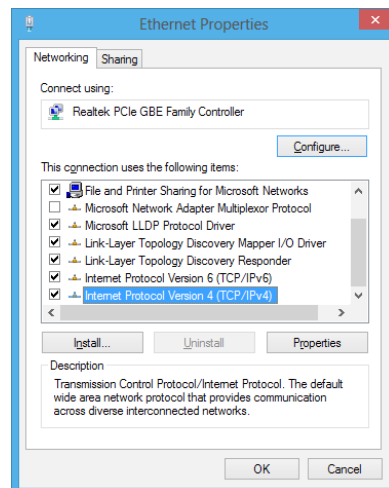 Ethernet Properties
Networking
Sharing
Connect using:
Realtek PCIe GBE Family Controller
Configure...
This connection uses the following items:
File and Printer Sharing for Microsoft Networks
Microsoft Network Adapter Multiplexor Protocol
Microsoft LLDP Protocol Driver
Link-Layer Topology Discovery Mapper I/O Driver
Link-Layer Topology Discovery Responder
Internet Protocol Version 6 (TCP/IPv6)
Internet Protocol Version 4 (TCP/IPv4)
Install...
Uninstall
Properties
Description
Transmission Control Protocol/Internet Protocol. The default
wide area network protocol that provides communication
across diverse interconnected networks.
OK
Cancel